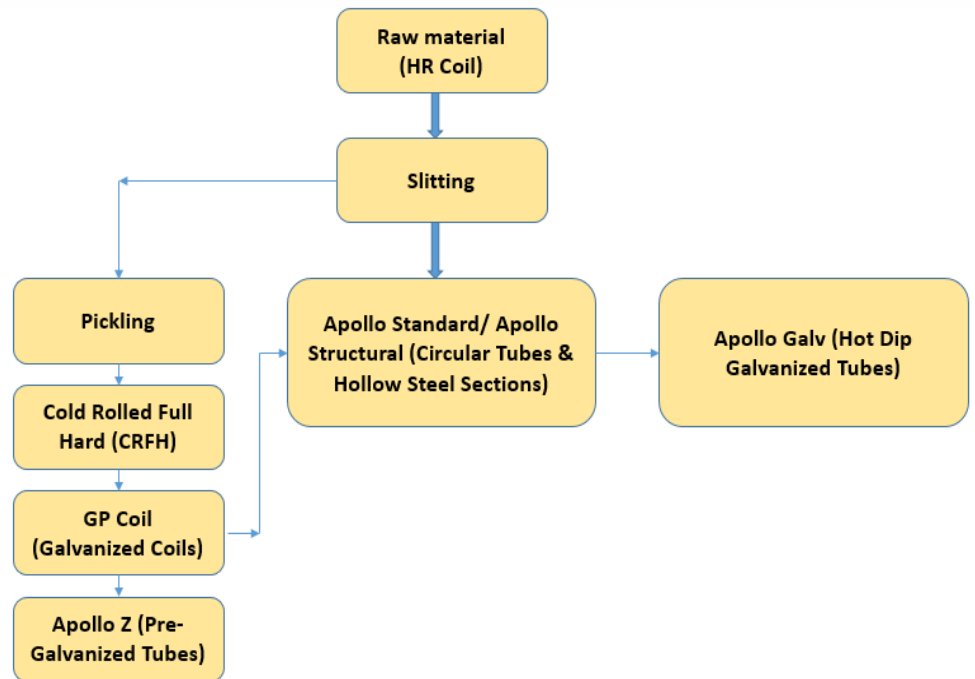 Raw material
(HR Coil)
Slitting
Pickling
Apollo Standard/ Apollo
Structural (Circular Tubes &
Hollow Steel Sections)
Apollo Galv (Hot Dip
Galvanized Tubes)
Cold Rolled Full
Hard (CRFH)
GP Coil
(Galvanized Coils)
Apollo Z (Pre-
Galvanized Tubes)